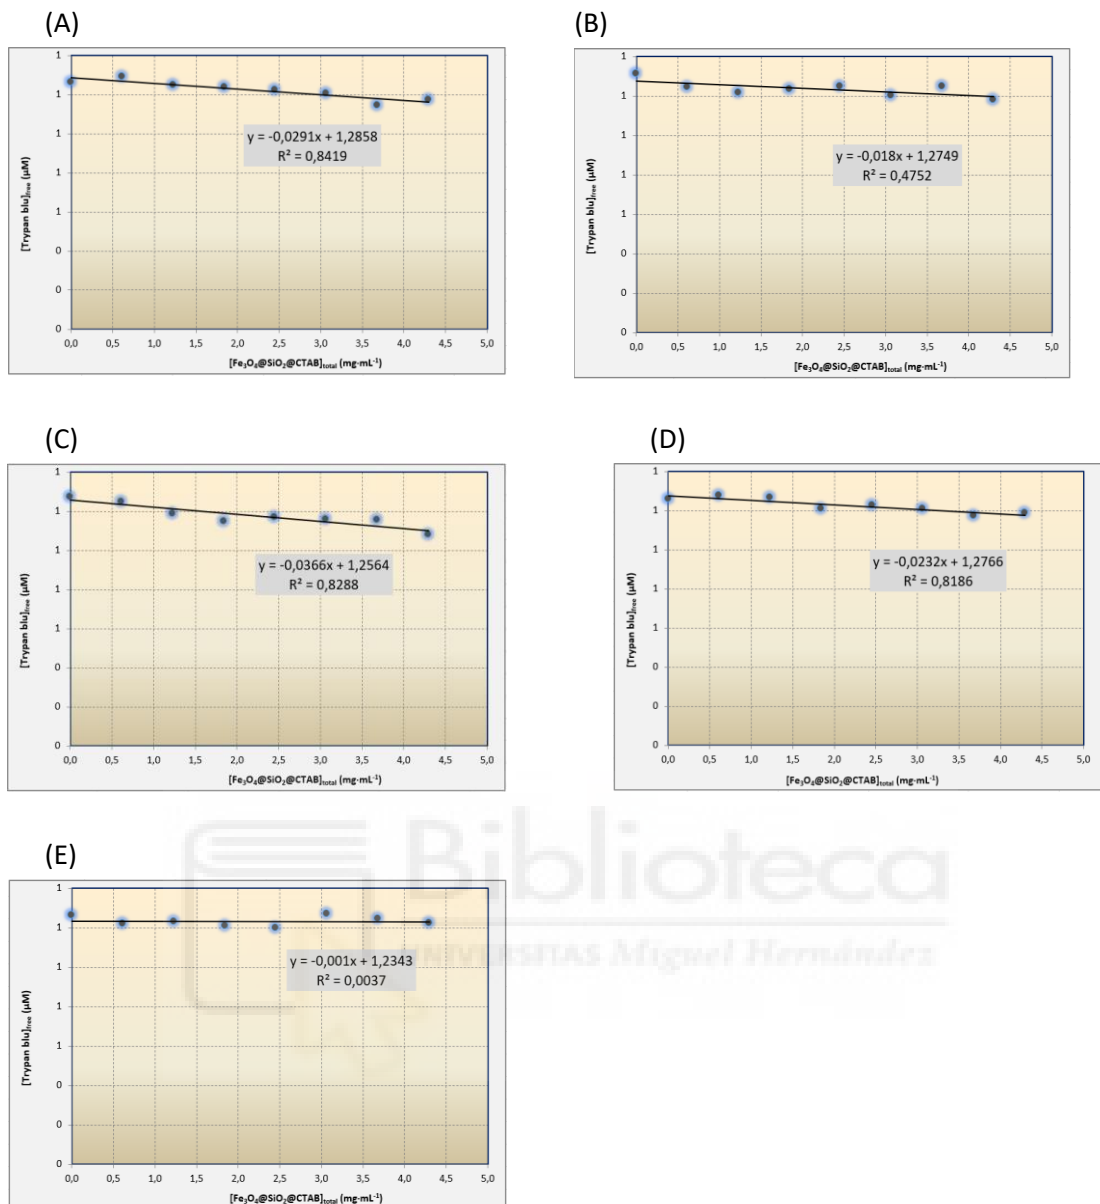 (A)
1
1
1
1
1
0
0
0
[Trypan blu]free (μM)
y = -0,0291x + 1,2858
R² = 0,8419
0,0 0,5 1,0 1,5 2,0 2,5 3,0 3,5 4,0 4,5 5,0
[Fe₃O₄@SiO₂@CTAB]total (mg·mL⁻¹)
(B)
1
1
1
1
1
0
0
0
[Trypan blu]free (μM)
y = -0,018x + 1,2749
R² = 0,4752
0,0 0,5 1,0 1,5 2,0 2,5 3,0 3,5 4,0 4,5 5,0
[Fe₃O₄@SiO₂@CTAB]total (mg·mL⁻¹)
(C)
1
1
1
1
1
0
0
0
[Trypan blu]free (μM)
y = -0,0366x + 1,2564
R² = 0,8288
0,0 0,5 1,0 1,5 2,0 2,5 3,0 3,5 4,0 4,5 5,0
[Fe₃O₄@SiO₂@CTAB]total (mg·mL⁻¹)
(D)
1
1
1
1
1
0
0
0
[Trypan blu]free (μM)
y = -0,0232x + 1,2766
R² = 0,8186
0,0 0,5 1,0 1,5 2,0 2,5 3,0 3,5 4,0 4,5 5,0
[Fe₃O₄@SiO₂@CTAB]total (mg·mL⁻¹)
(E)
1
1
1
1
1
0
0
0
[Trypan blu]free (μM)
y = -0,001x + 1,2343
R² = 0,0037
0,0 0,5 1,0 1,5 2,0 2,5 3,0 3,5 4,0 4,5 5,0
[Fe₃O₄@SiO₂@CTAB]total (mg·mL⁻¹)
Biblioteca
UNIVERSITAS Miguel Hernández